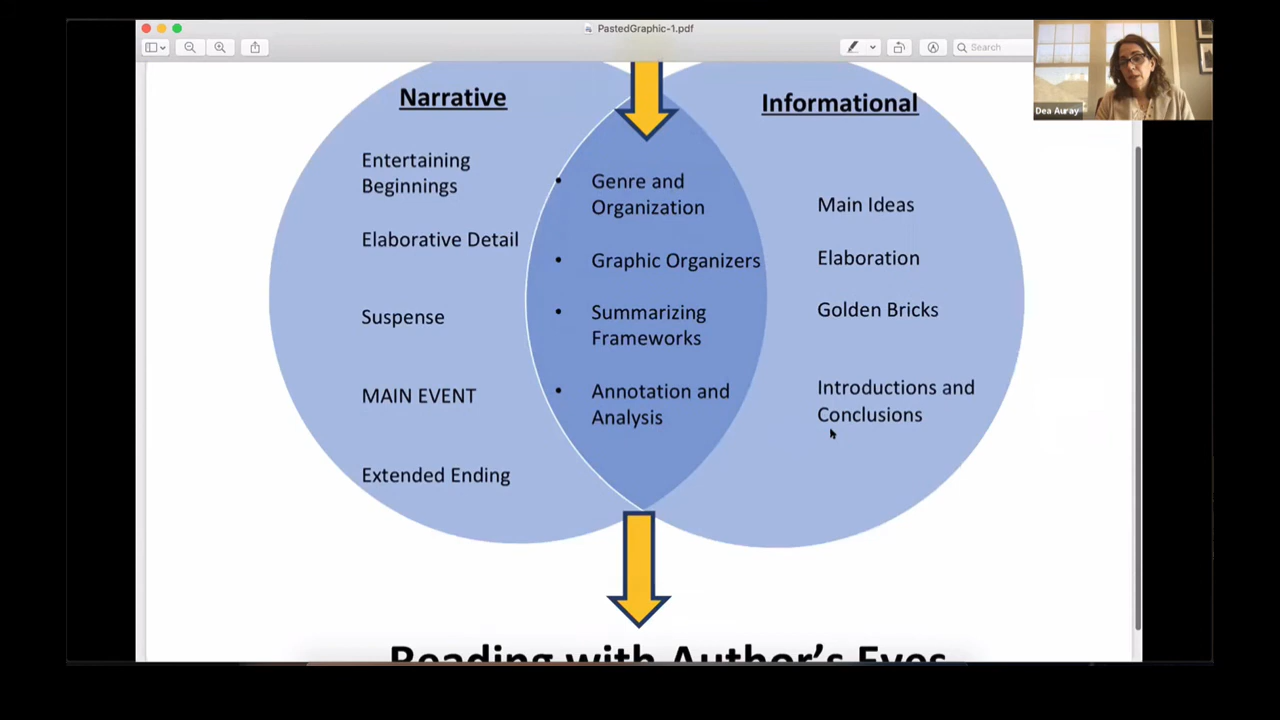 PastedGraphic-1.pdf
Search
Dea Auray
Narrative
Informational
Entertaining
Beginnings
Elaborative Detail
Suspense
MAIN EVENT
Extended Ending
• Genre and
Organization
• Graphic Organizers
• Summarizing
Frameworks
• Annotation and
Analysis
Main Ideas
Elaboration
Golden Bricks
Introductions and
Conclusions
Reading with Author's Eyes